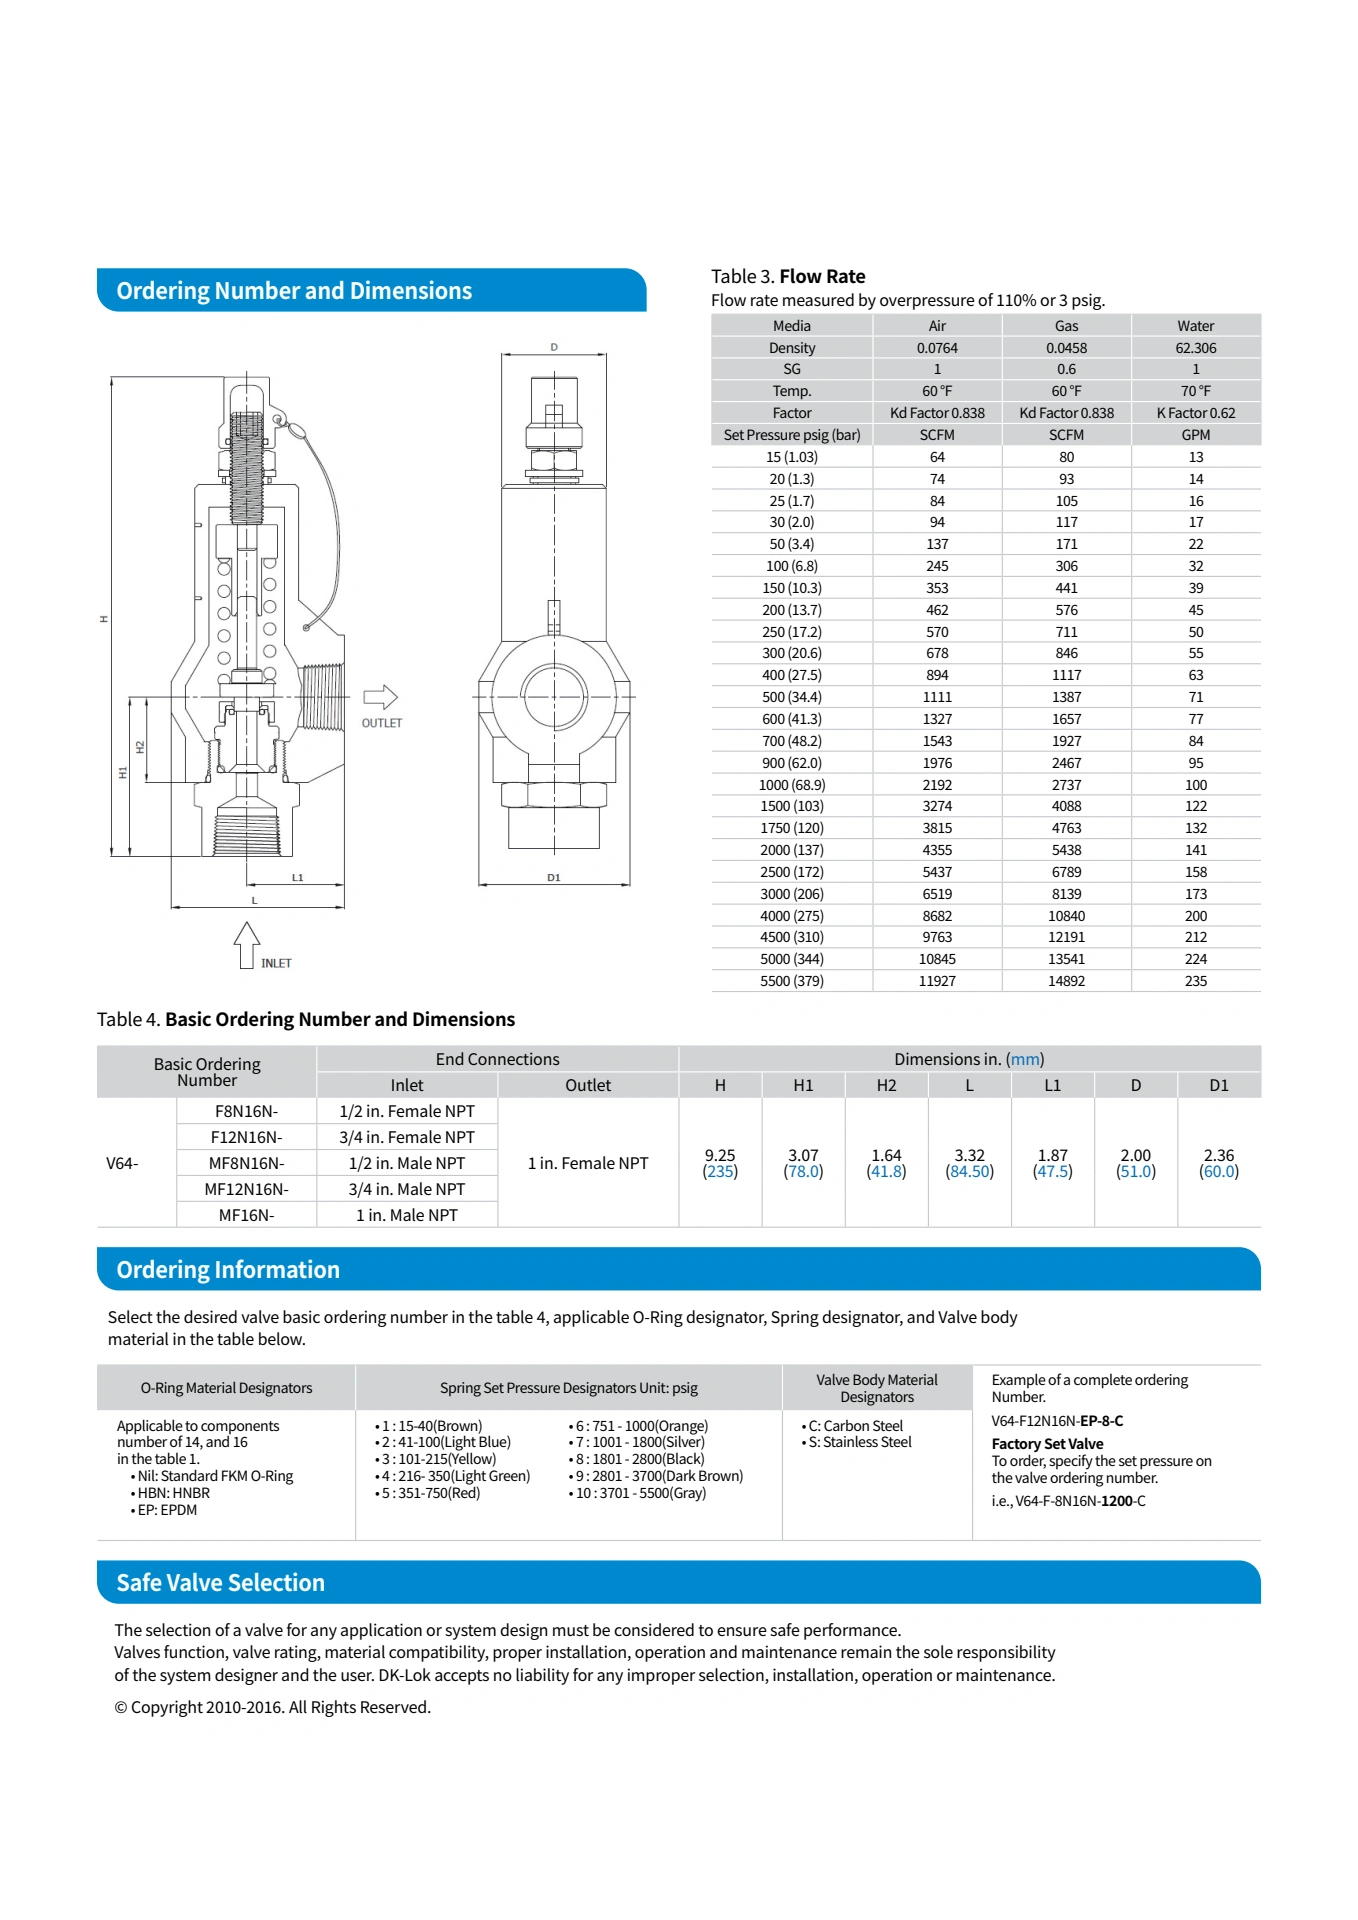 Ordering Number and Dimensions
D
H
H1
H2
L1
L
D1
OUTLET
INLET
Table 3. Flow Rate
Flow rate measured by overpressure of 110% or 3 psig.
Media Air Gas Water
Density 0.0764 0.0458 62.306
SG 1 0.6 1
Temp. 60 °F 60 °F 70 °F
Factor Kd Factor 0.838 Kd Factor 0.838 K Factor 0.62
Set Pressure psig (bar) SCFM SCFM GPM
15 (1.03) 64 80 13
20 (1.3) 74 93 14
25 (1.7) 84 105 16
30 (2.0) 94 117 17
50 (3.4) 137 171 22
100 (6.8) 245 306 32
150 (10.3) 353 441 39
200 (13.7) 462 576 45
250 (17.2) 570 711 50
300 (20.6) 678 846 55
400 (27.5) 894 1117 63
500 (34.4) 1111 1387 71
600 (41.3) 1327 1657 77
700 (48.2) 1543 1927 84
900 (62.0) 1976 2467 95
1000 (68.9) 2192 2737 100
1500 (103) 3274 4088 122
1750 (120) 3815 4763 132
2000 (137) 4355 5438 141
2500 (172) 5437 6789 158
3000 (206) 6519 8139 173
4000 (275) 8682 10840 200
4500 (310) 9763 12191 212
5000 (344) 10845 13541 224
5500 (379) 11927 14892 235
Table 4. Basic Ordering Number and Dimensions
Basic Ordering
Number
End Connections
Dimensions in. (mm)
Inlet Outlet H H1 H2 L L1 D D1
V64-
F8N16N- 1/2 in. Female NPT
F12N16N- 3/4 in. Female NPT
MF8N16N- 1/2 in. Male NPT
MF12N16N- 3/4 in. Male NPT
MF16N- 1 in. Male NPT
1 in. Female NPT
9.25 3.07 1.64 3.32 1.87 2.00 2.36
(235) (78.0) (41.8) (84.50) (47.5) (51.0) (60.0)
Ordering Information
Select the desired valve basic ordering number in the table 4, applicable O-Ring designator, Spring designator, and Valve body
material in the table below.
O-Ring Material Designators
Applicable to components
number of 14, and 16
in the table 1.
• Nil: Standard FKM O-Ring
• HBN: HNBR
• EP: EPDM
Spring Set Pressure Designators Unit: psig
• 1 : 15-40(Brown)
• 2 : 41-100(Light Blue)
• 3 : 101-215(Yellow)
• 4 : 216- 350(Light Green)
• 5 : 351-750(Red)
• 6 : 751 - 1000(Orange)
• 7 : 1001 - 1800(Silver)
• 8 : 1801 - 2800(Black)
• 9 : 2801 - 3700(Dark Brown)
• 10 : 3701 - 5500(Gray)
Valve Body Material
Designators
• C: Carbon Steel
• S: Stainless Steel
Example of a complete ordering
Number.
V64-F12N16N-EP-8-C
Factory Set Valve
To order, specify the set pressure on
the valve ordering number.
i.e., V64-F-8N16N-1200-C
Safe Valve Selection
The selection of a valve for any application or system design must be considered to ensure safe performance.
Valves function, valve rating, material compatibility, proper installation, operation and maintenance remain the sole responsibility
of the system designer and the user. DK-Lok accepts no liability for any improper selection, installation, operation or maintenance.
© Copyright 2010-2016. All Rights Reserved.